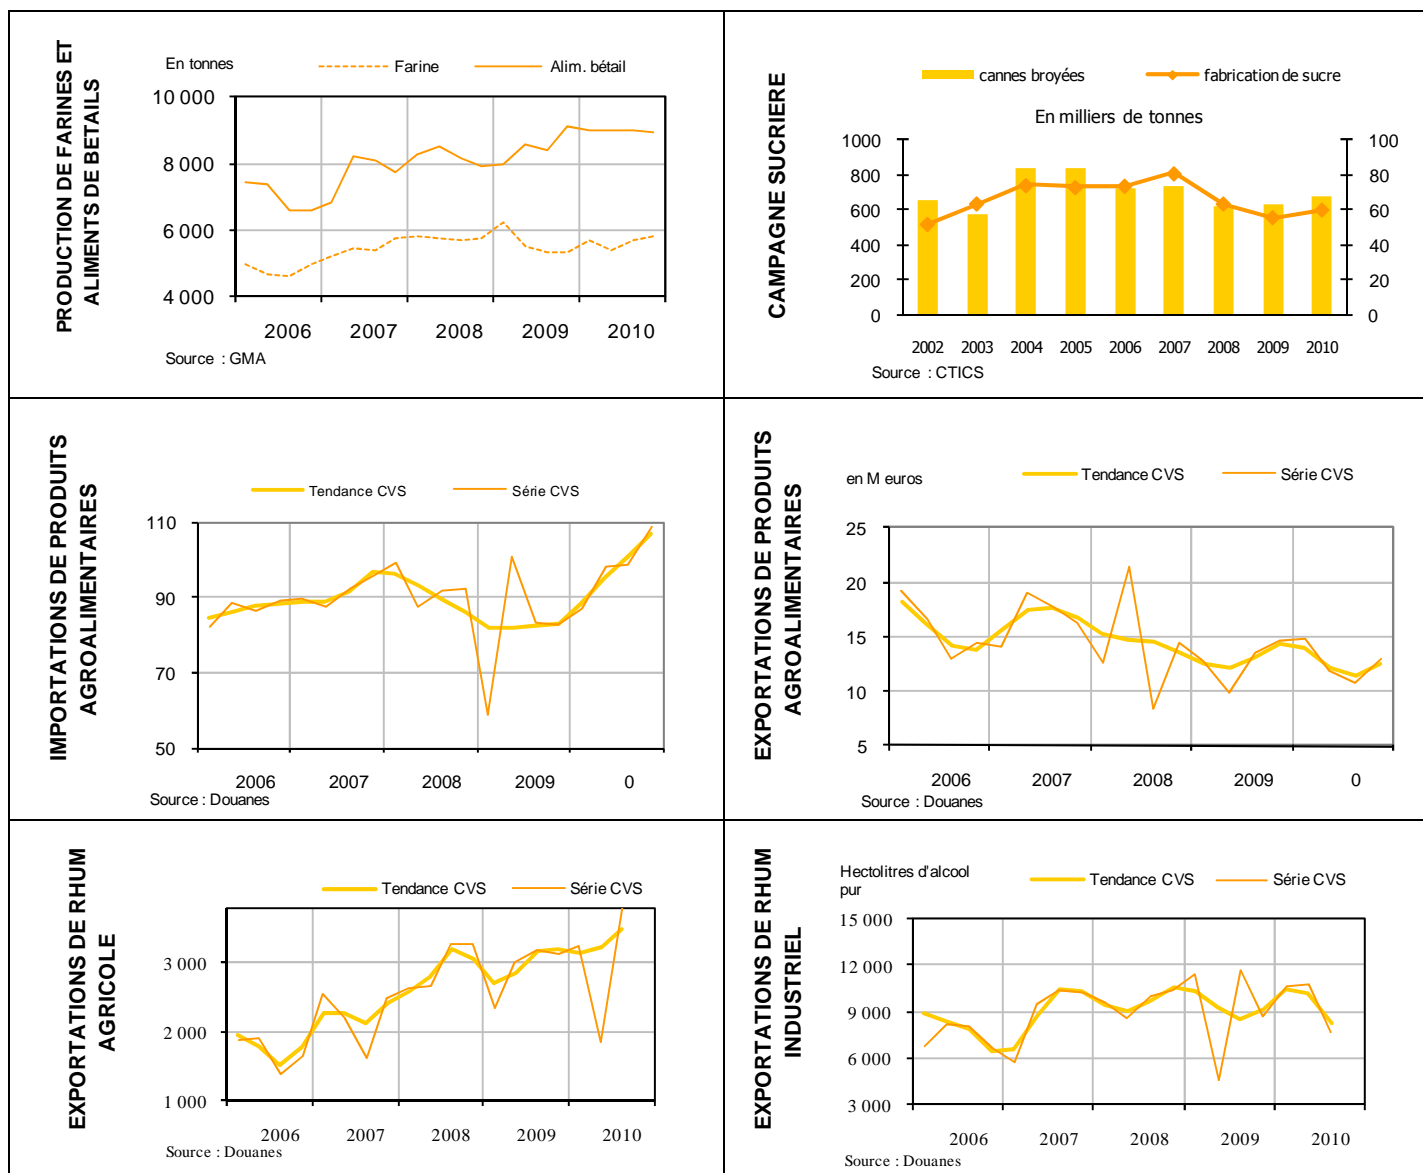 PRODUCTION DE FARINES ET
ALIMENTS DE BETAILS
En tonnes
Farine
Alim. bétail
10 000
8 000
6 000
4 000
2006 2007 2008 2009 2010
Source : GMA
CAMPAGNE SUCRIERE
cannes broyées
fabrication de sucre
En milliers de tonnes
1000 100
800 80
600 60
400 40
200 20
0 0
2002 2003 2004 2005 2006 2007 2008 2009 2010
Source : CTICS
IMPORTATIONS DE PRODUITS
AGROALIMENTAIRES
Tendance CVS
Série CVS
110
90
70
50
2006 2007 2008 2009 0
Source : Douanes
EXPORTATIONS DE PRODUITS
AGROALIMENTAIRES
en M euros
Tendance CVS
Série CVS
25
20
15
10
5
2006 2007 2008 2009 0
Source : Douanes
EXPORTATIONS DE RHUM
AGRICOLE
Tendance CVS
Série CVS
3 000
2 000
1 000
2006 2007 2008 2009 2010
Source : Douanes
EXPORTATIONS DE RHUM
INDUSTRIEL
Hectolitres d'alcool
pur
Tendance CVS
Série CVS
15 000
12 000
9 000
6 000
3 000
2006 2007 2008 2009 2010
Source : Douanes